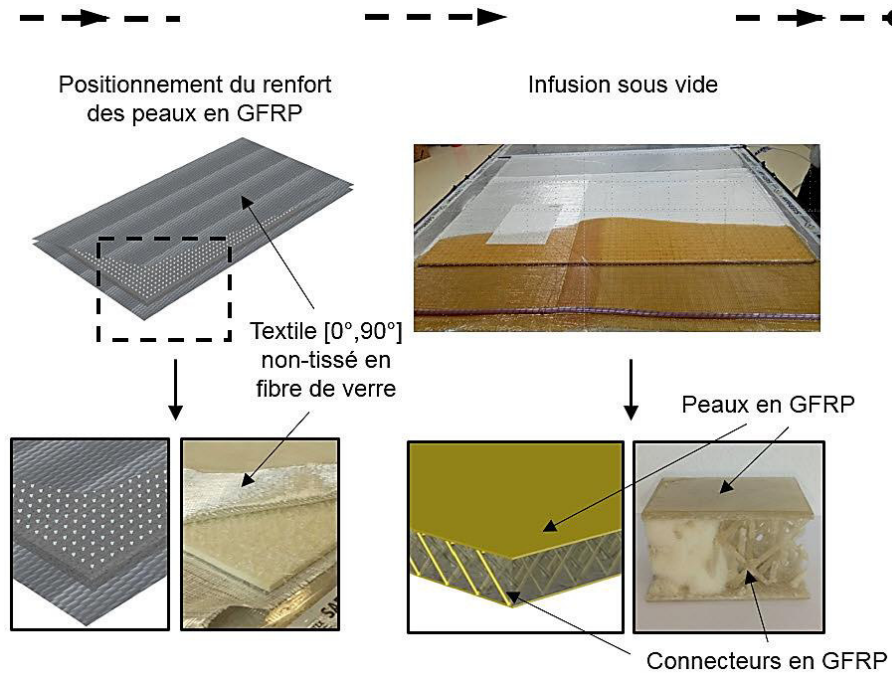 Positionnement du renfort
des peaux en GFRP
Infusion sous vide
Textile [0°,90°]
non-tissé en
fibre de verre
Peaux en GFRP
Connecteurs en GFRP